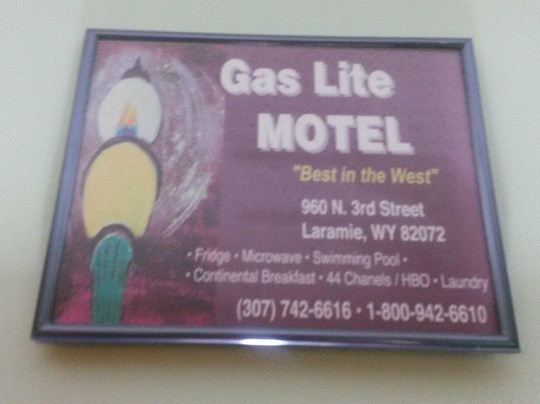 Gas Lite
MOTEL
"Best in the West"
960 N. 3rd Street
Laramie, WY 82072
• Fridge • Microwave • Swimming Pool •
• Continental Breakfast • 44 Chanels / HBO • Laundry
(307) 742-6616 • 1-800-942-6610